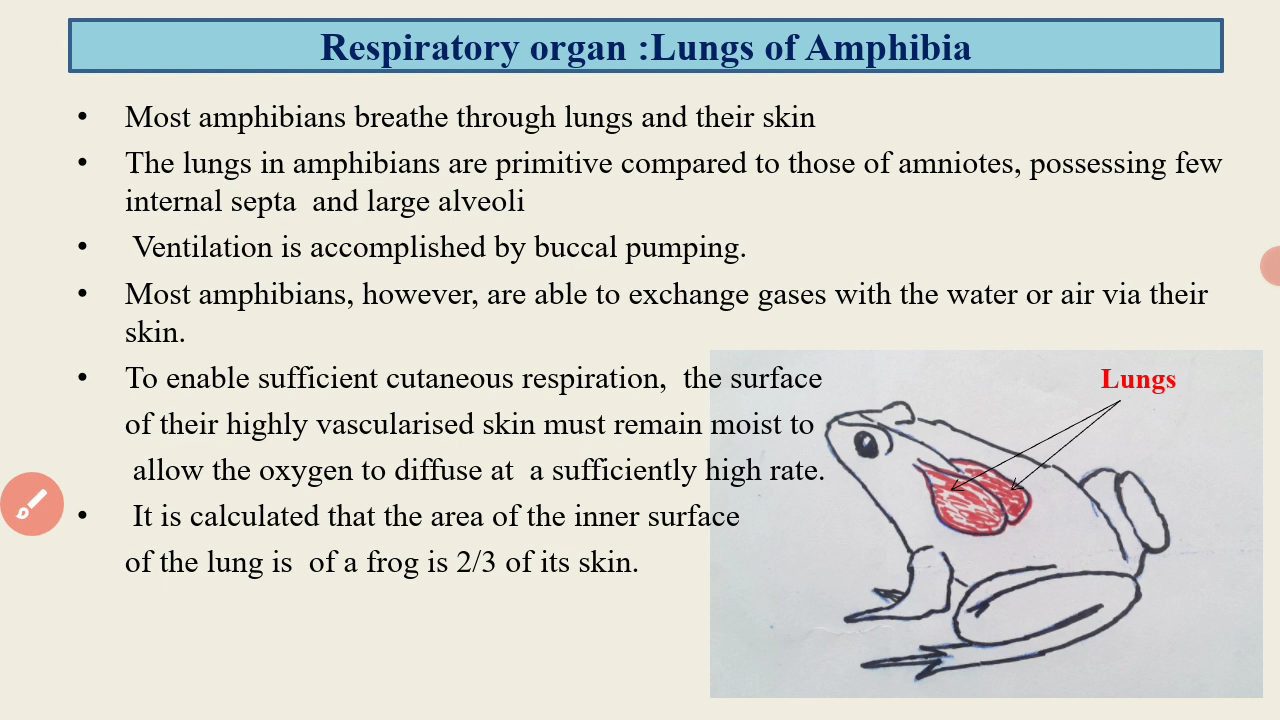 Respiratory organ :Lungs of Amphibia
• Most amphibians breathe through lungs and their skin
• The lungs in amphibians are primitive compared to those of amniotes, possessing few
internal septa  and large alveoli
• Ventilation is accomplished by buccal pumping.
• Most amphibians, however, are able to exchange gases with the water or air via their
skin.
• To enable sufficient cutaneous respiration,  the surface
of their highly vascularised skin must remain moist to
allow the oxygen to diffuse at  a sufficiently high rate.
• It is calculated that the area of the inner surface
of the lung is  of a frog is 2/3 of its skin.
Lungs